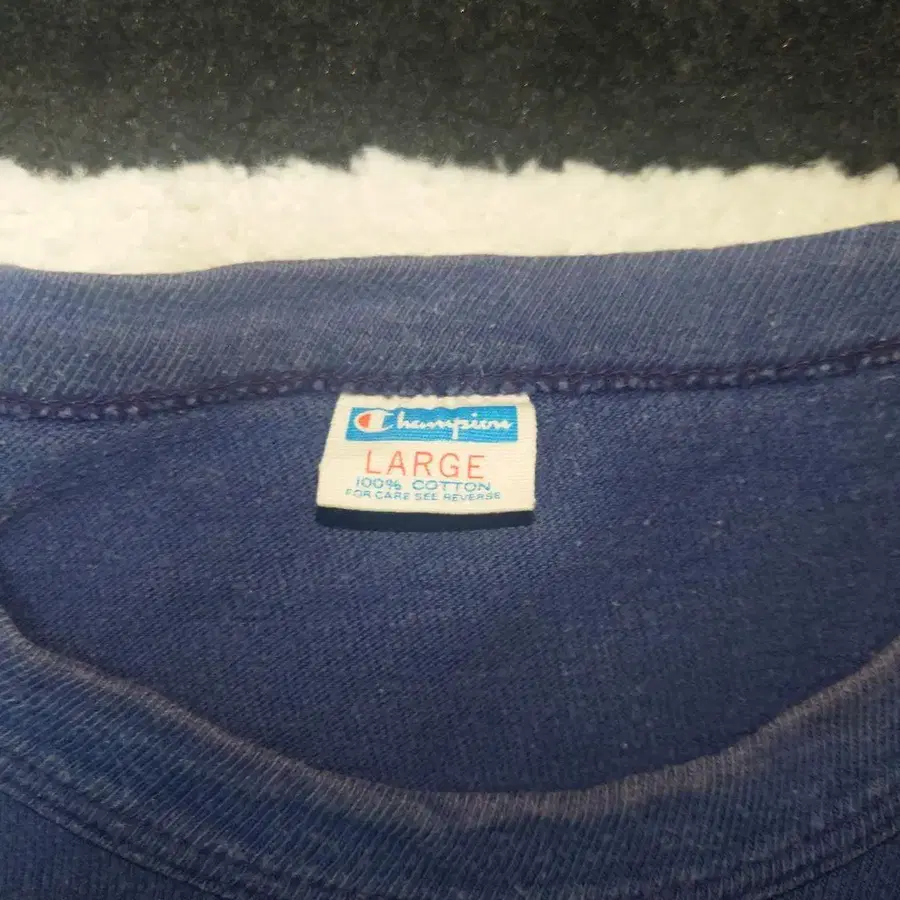 Champion
LARGE
100% COTTON
FOR CARE SEE REVERSE